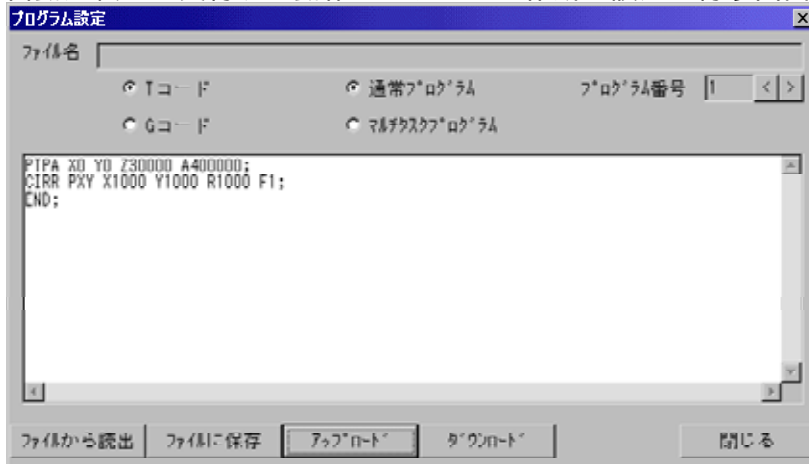 プログラム設定
ファイル名
Tコード
通常プログラム
プログラム番号 1 < >
Gコード
マルチタスクプログラム
PTPA X0 Y0 Z30000 A400000;
CIRR PXY X1000 Y1000 R1000 F1;
END;
ファイルから読出 ファイルに保存 アップロード ダウンロード 閉じる